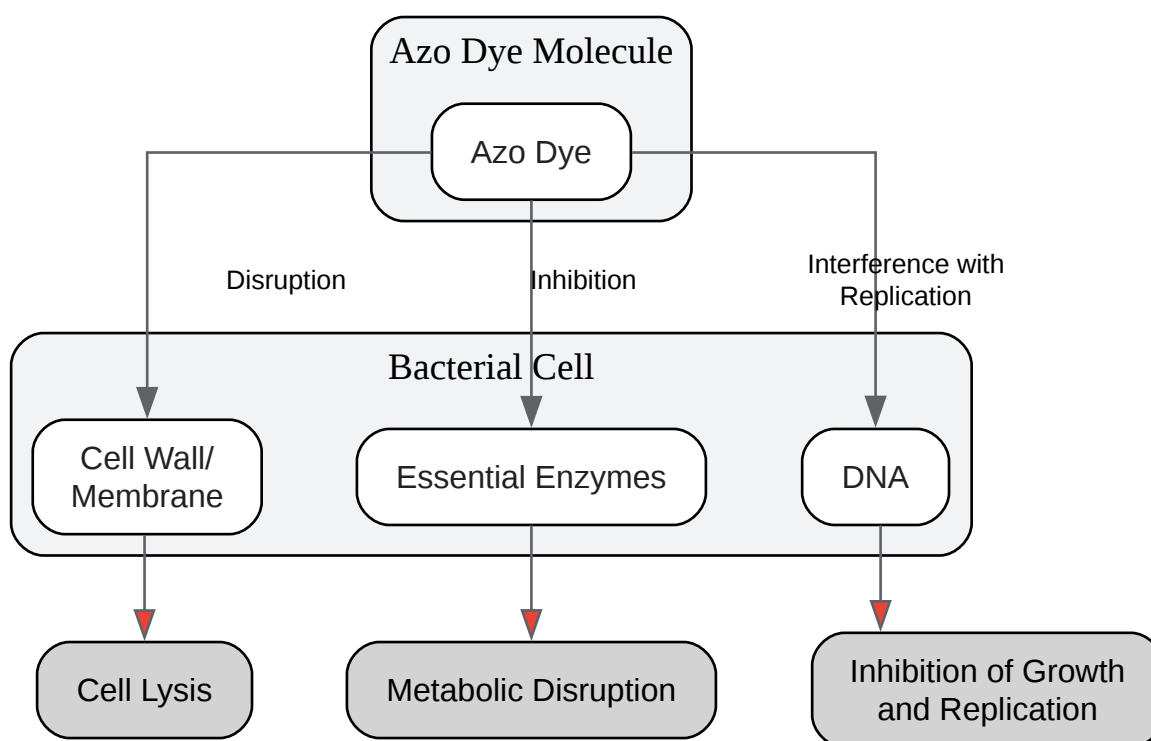 Azo Dye Molecule
Azo Dye
Disruption
Inhibition
Interference with
Replication
Bacterial Cell
Cell Wall/
Membrane
Essential Enzymes
DNA
Cell Lysis
Metabolic Disruption
Inhibition of Growth
and Replication